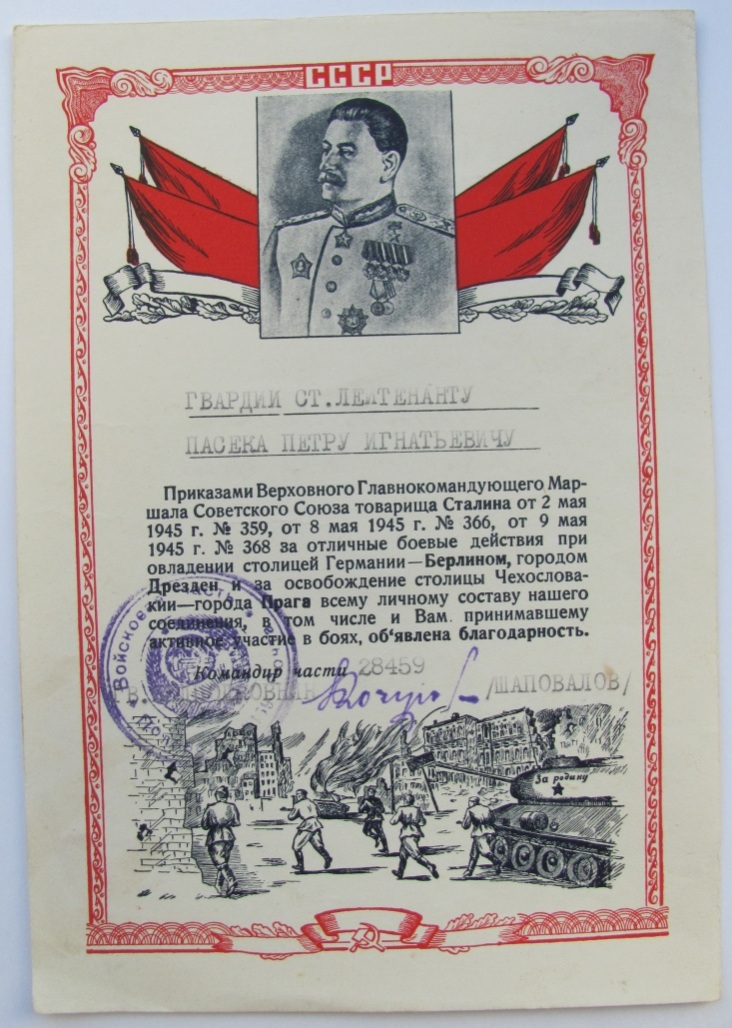 СССР
ГВАРДИИ СТ.ЛЕЙТЕНАНТУ
ПАСЕКА ПЕТРУ ИГНАТЬЕВИЧУ
Приказами Верховного Главнокомандующего Мар-
шала Советского Союза товарища Сталина от 2 мая
1945 г. № 359, от 8 мая 1945 г. № 366, от 9 мая
1945 г. № 368 за отличные боевые действия при
овладении столицей Германии—Берлином, городом
Дрезден и за освобождение столицы Чехослова-
кии—города Прага всему личному составу нашего
соединения, в том числе и Вам принимавшему
активное участие в боях, об‘явлена благодарность.
Командир части 28459
/ШАПОВАЛОВ/
Войсковая
За родину